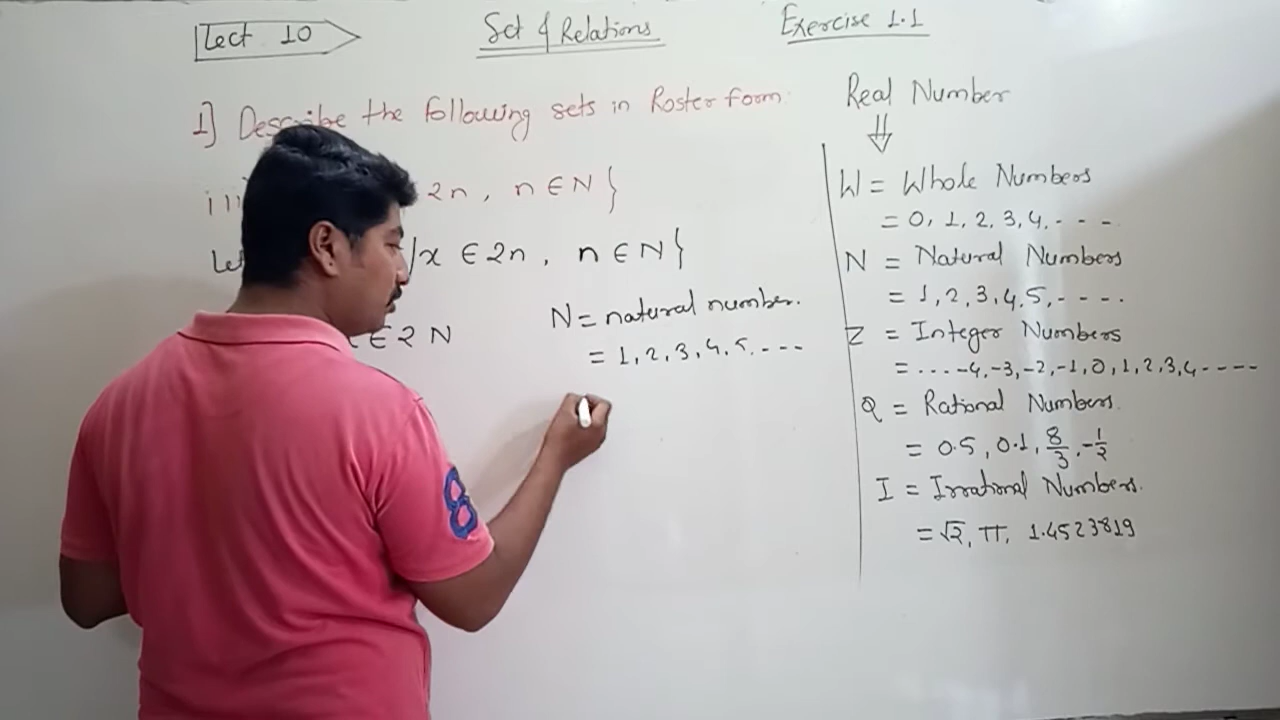 Lect 10
Set & Relations
Exercise 1.1
1] Describe the following sets in Roster form.
iii] 2n, n ∈ N }
/x ∈ 2n, n ∈ N }
∈ 2N
N = natural number.
= 1, 2, 3, 4, 5, ....
Real Number
⇓
W = Whole Numbers
= 0, 1, 2, 3, 4, ....
N = Natural Numbers
= 1, 2, 3, 4, 5, ....
Z = Integer Numbers
= .... -4, -3, -2, -1, 0, 1, 2, 3, 4 ....
Q = Rational Numbers.
= 0.5, 0.1, 8/3, -1/2
I = Irrational Numbers.
= √2, π, 1.4523819
8